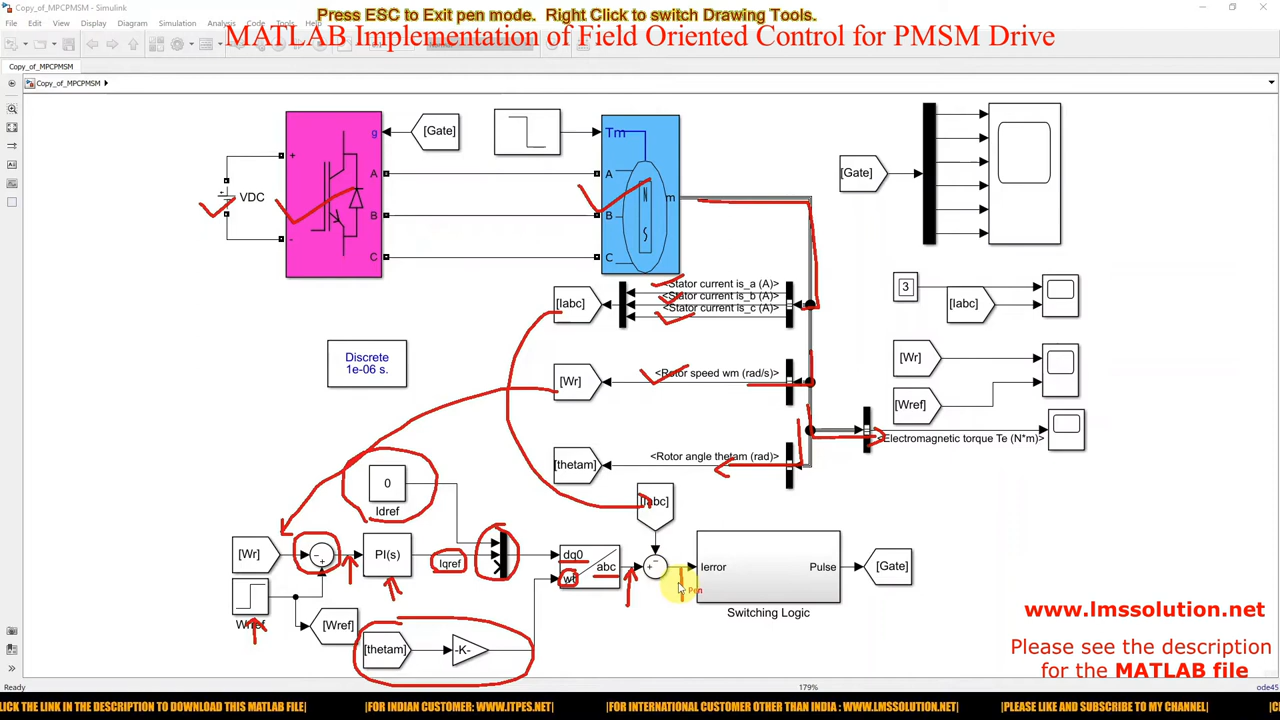 Copy_of_MPCPMSM - Simulink
Press ESC to Exit pen mode. Right Click to switch Drawing Tools.
File Edit View Display Diagram Simulation Analysis Code Tools Help
MATLAB Implementation of Field Oriented Control for PMSM Drive
Copy_of_MPCPMSM
Copy_of_MPCPMSM
g
[Gate]
Tm
+
A
A
m
VDC
N
B
B
S
-
C
C
[Gate]
[Iabc]
<Stator current is_a (A)>
<Stator current is_b (A)>
<Stator current is_c (A)>
3
[Iabc]
Discrete
1e-06 s.
[Wr]
<Rotor speed wm (rad/s)>
[Wr]
[Wref]
<Electromagnetic torque Te (N*m)>
[thetam]
<Rotor angle thetam (rad)>
0
Idref
[Iabc]
[Wr]
PI(s)
Iqref
dq0
abc
wt
Ierror
Pulse
[Gate]
Pen
Switching Logic
Wrref
[Wref]
[thetam]
-K-
www.lmssolution.net
Please see the description
for the MATLAB file
Ready
179%
ode45
CLICK THE LINK IN THE DESCRIPTION TO DOWNLOAD THIS MATLAB FILE| |FOR INDIAN CUSTOMER: WWW.ITPES.NET| |FOR INTERNATIONAL CUSTOMER OTHER THAN INDIA : WWW.LMSSOLUTION.NET| |PLEASE LIKE AND SUBSCRIBE TO MY CHANNEL|